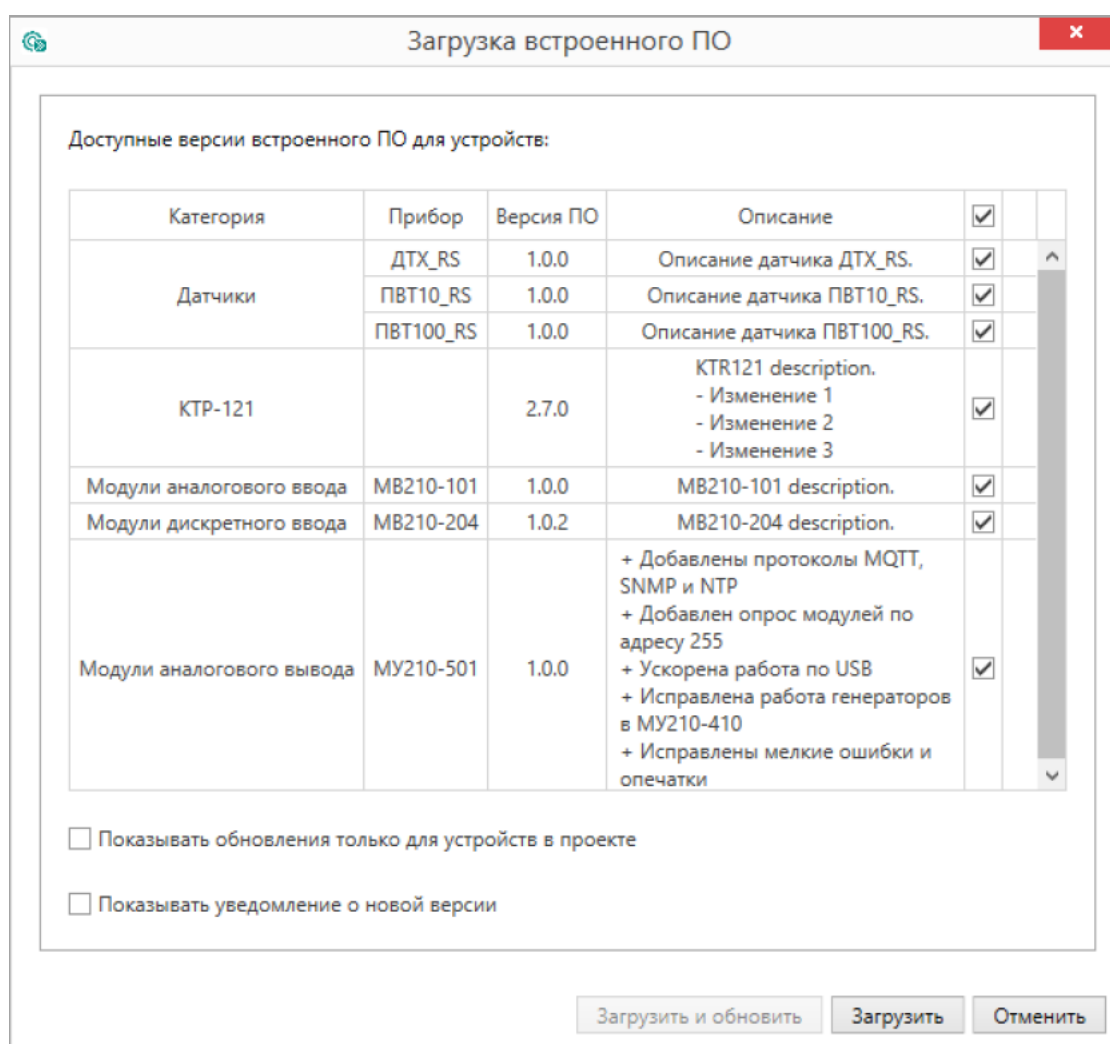 Загрузка встроенного ПО
Доступные версии встроенного ПО для устройств:
Категория Прибор Версия ПО Описание
Датчики
ДТХ_RS 1.0.0 Описание датчика ДТХ_RS.
ПВТ10_RS 1.0.0 Описание датчика ПВТ10_RS.
ПВТ100_RS 1.0.0 Описание датчика ПВТ100_RS.
КТР-121 2.7.0
KTR121 description.
- Изменение 1
- Изменение 2
- Изменение 3
Модули аналогового ввода МВ210-101 1.0.0 МВ210-101 description.
Модули дискретного ввода МВ210-204 1.0.2 МВ210-204 description.
Модули аналогового вывода МУ210-501 1.0.0
+ Добавлены протоколы MQTT,
SNMP и NTP
+ Добавлен опрос модулей по
адресу 255
+ Ускорена работа по USB
+ Исправлена работа генераторов
в МУ210-410
+ Исправлены мелкие ошибки и
опечатки
Показывать обновления только для устройств в проекте
Показывать уведомление о новой версии
Загрузить и обновить Загрузить Отменить